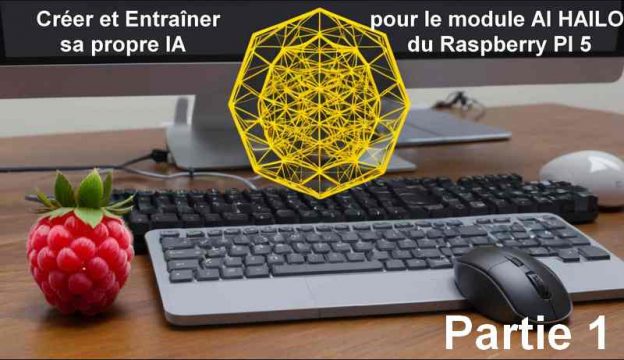 Créer et Entraîner
sa propre IA
pour le module AI HAILO
du Raspberry PI 5
Partie 1